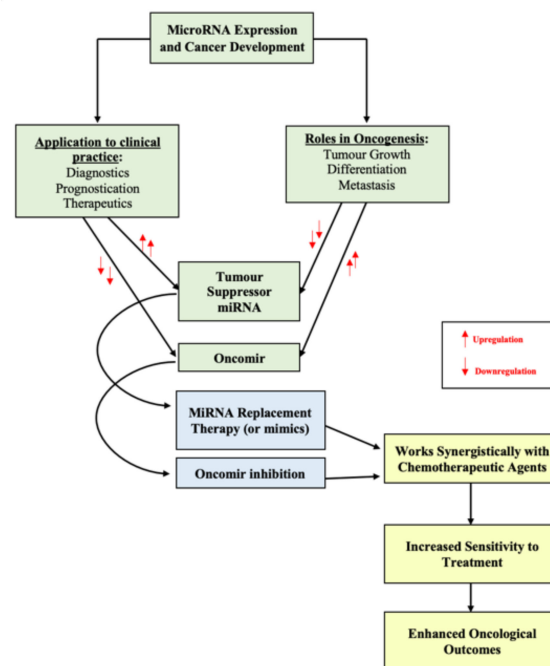 MicroRNA Expression
and Cancer Development
Application to clinical
practice:
Diagnostics
Prognostication
Therapeutics
Roles in Oncogenesis:
Tumour Growth
Differentiation
Metastasis
Tumour
Suppressor
miRNA
Oncomir
Upregulation
Downregulation
MiRNA Replacement
Therapy (or mimics)
Oncomir inhibition
Works Synergistically with
Chemotherapeutic Agents
Increased Sensitivity to
Treatment
Enhanced Oncological
Outcomes